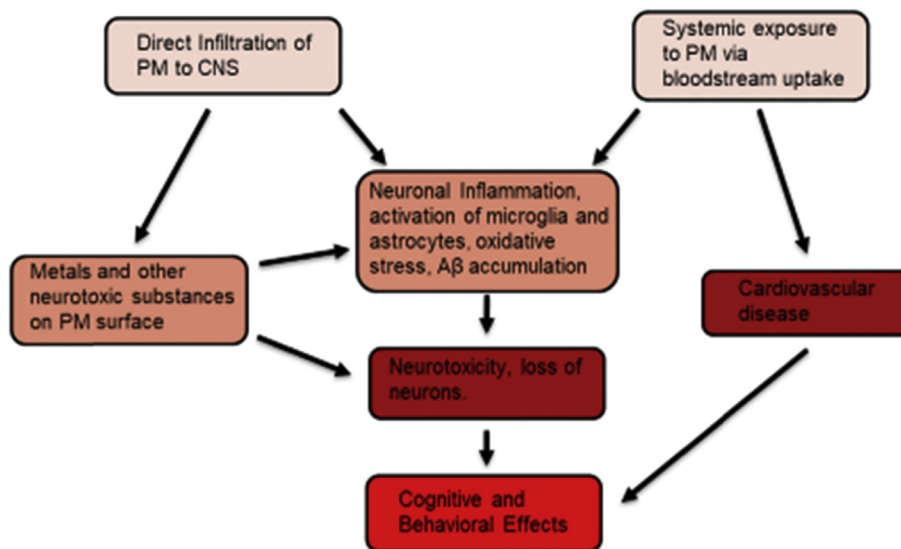 Direct Infiltration of
PM to CNS
Systemic exposure
to PM via
bloodstream uptake
Neuronal Inflammation,
activation of microglia and
astrocytes, oxidative
stress, Aβ accumulation
Metals and other
neurotoxic substances
on PM surface
Cardiovascular
disease
Neurotoxicity, loss of
neurons.
Cognitive and
Behavioral Effects